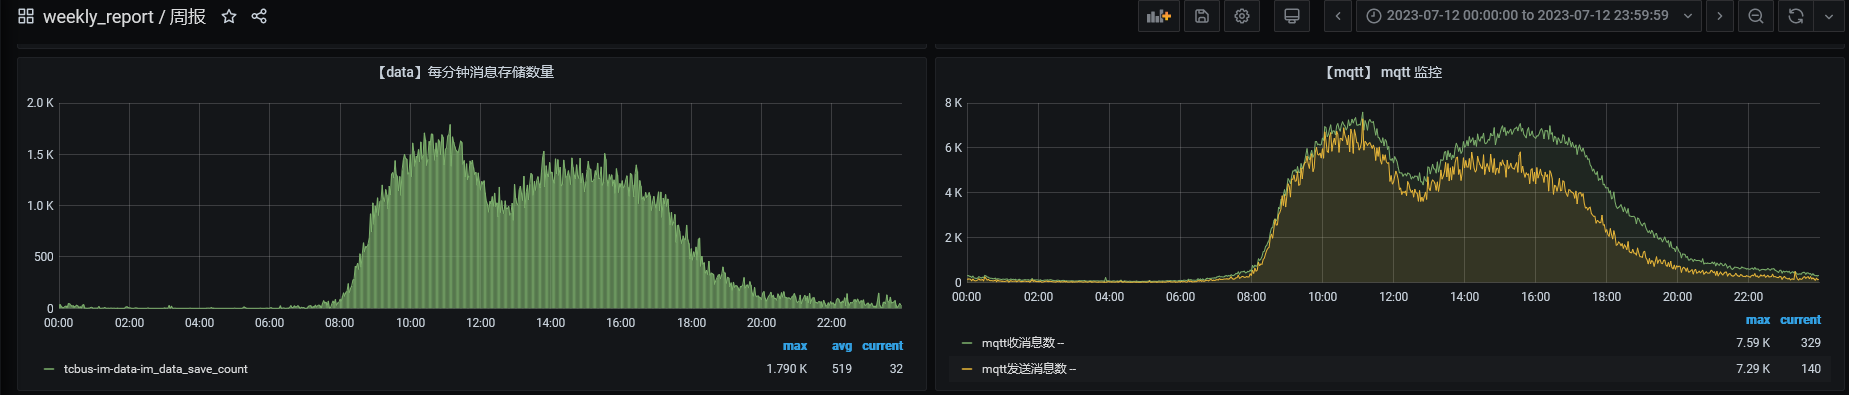 weekly_report / 周报
2023-07-12 00:00:00 to 2023-07-12 23:59:59
【data】每分钟消息存储数量
2.0 K
1.5 K
1.0 K
500
0
00:00 02:00 04:00 06:00 08:00 10:00 12:00 14:00 16:00 18:00 20:00 22:00
max avg current
tcbus-im-data-im_data_save_count 1.790 K 519 32
【mqtt】 mqtt 监控
8 K
6 K
4 K
2 K
0
00:00 02:00 04:00 06:00 08:00 10:00 12:00 14:00 16:00 18:00 20:00 22:00
max current
mqtt收消息数 -- 7.59 K 329
mqtt发送消息数 -- 7.29 K 140